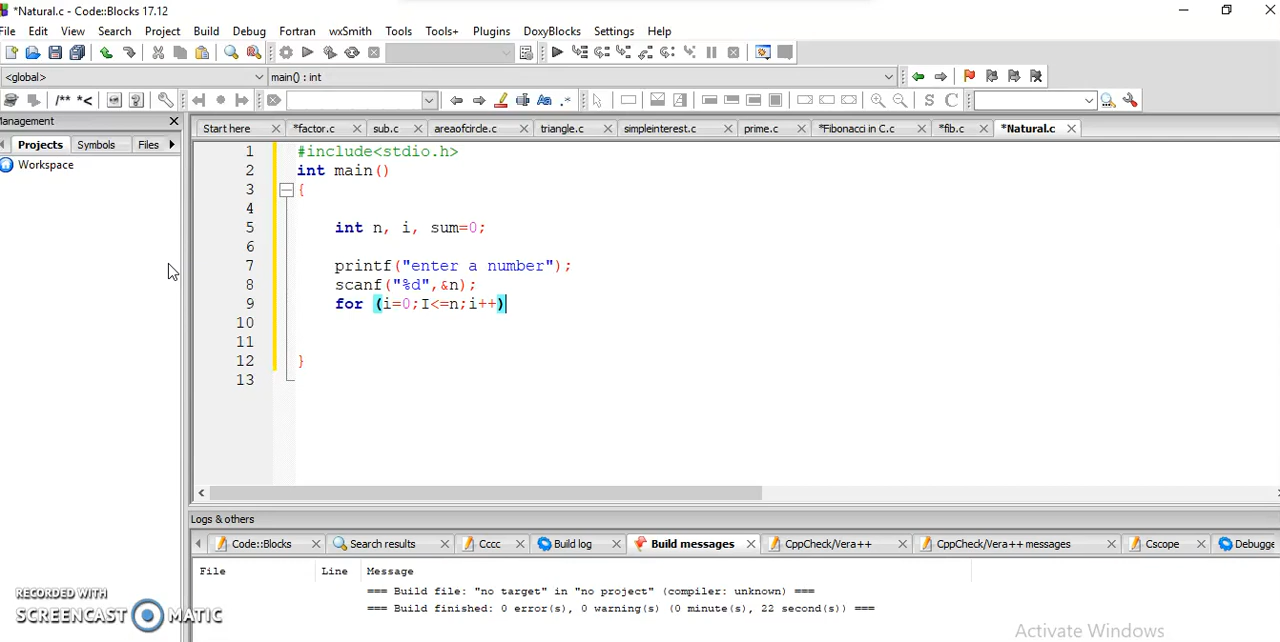 *Natural.c - Code::Blocks 17.12
File Edit View Search Project Build Debug Fortran wxSmith Tools Tools+ Plugins DoxyBlocks Settings Help
<global> main() : int
/** *< Aa .* S C
anagement
Projects Symbols Files
Workspace
Start here *factor.c sub.c areaofcircle.c triangle.c simpleinterest.c prime.c *Fibonacci in C.c *fib.c *Natural.c
1 #include<stdio.h>
2 int main()
3 {
4
5 int n, i, sum=0;
6
7 printf("enter a number");
8 scanf("%d",&n);
9 for (i=0;I<=n;i++)
10
11
12 }
13
Logs & others
Code::Blocks Search results Cccc Build log Build messages CppCheck/Vera++ CppCheck/Vera++ messages Cscope Debugge
File Line Message
=== Build file: "no target" in "no project" (compiler: unknown) ===
=== Build finished: 0 error(s), 0 warning(s) (0 minute(s), 22 second(s)) ===
RECORDED WITH
SCREENCAST MATIC
Activate Windows